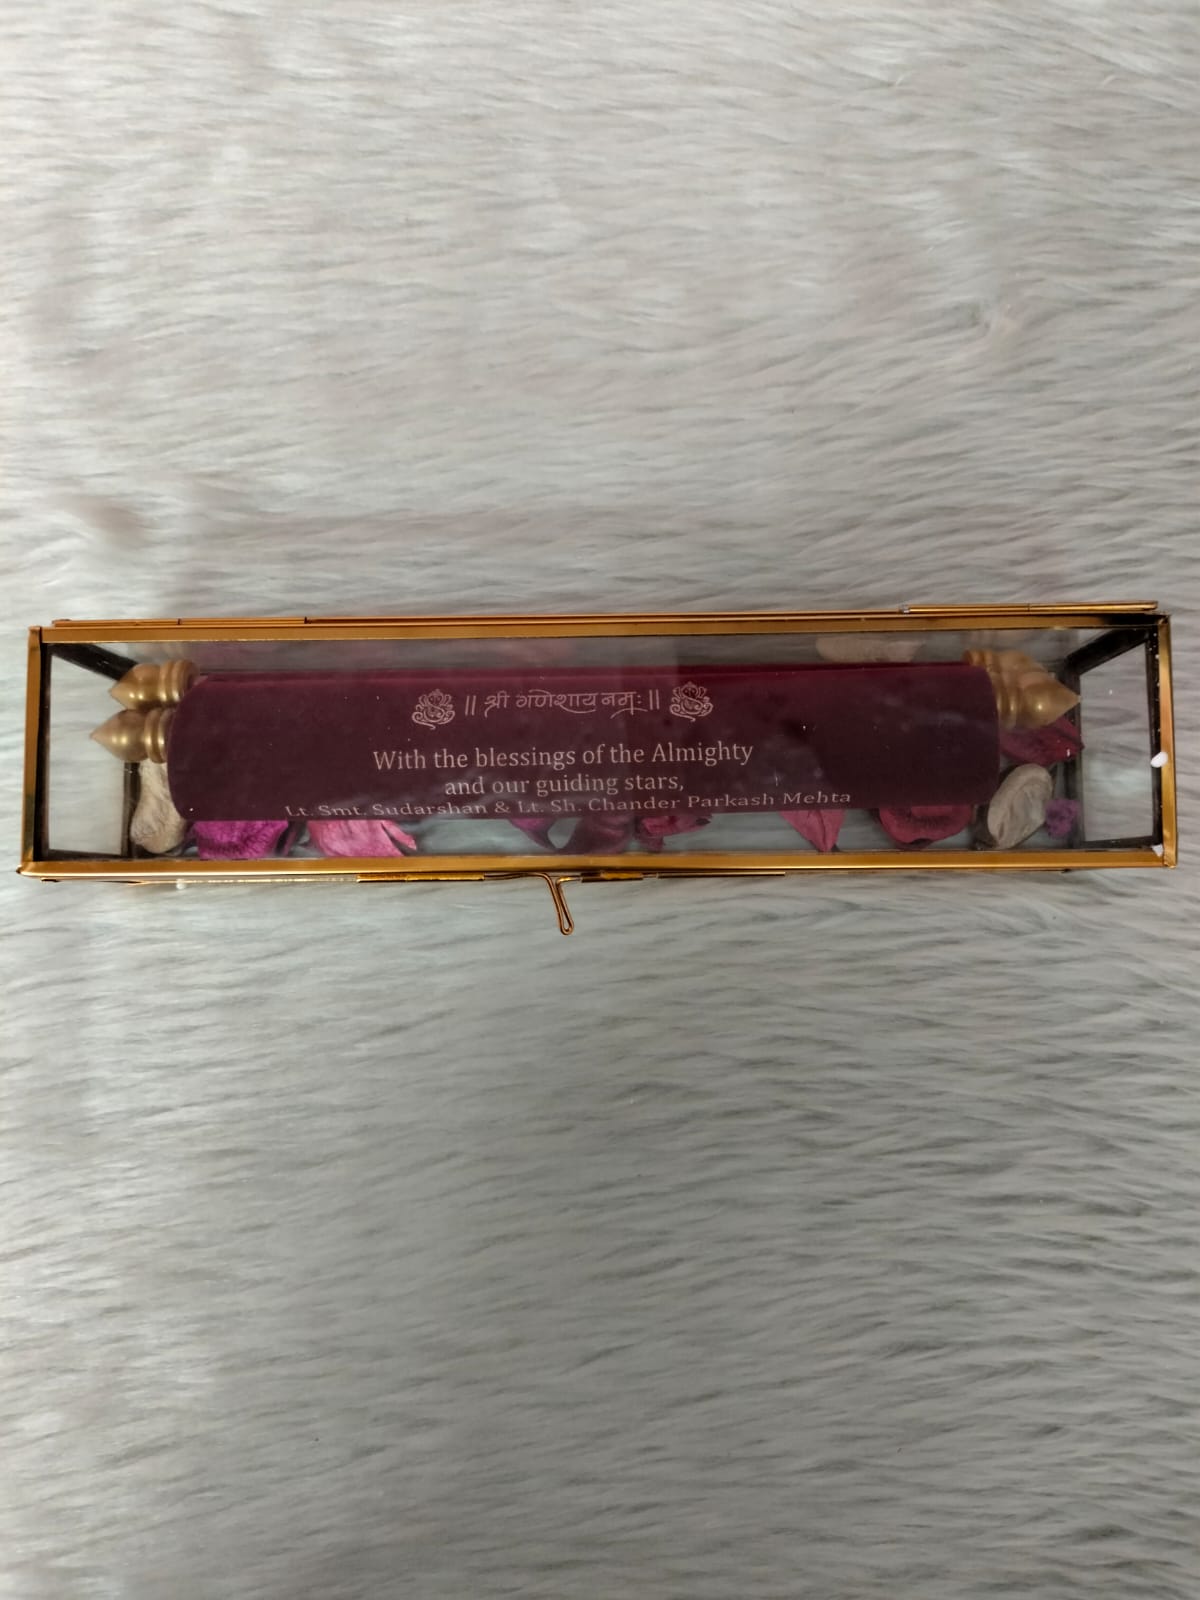 || श्री गणेशाय नमः ||
With the blessings of the Almighty
and our guiding stars,
Lt. Smt. Sudarshan & Lt. Sh. Chander Parkash Mehta